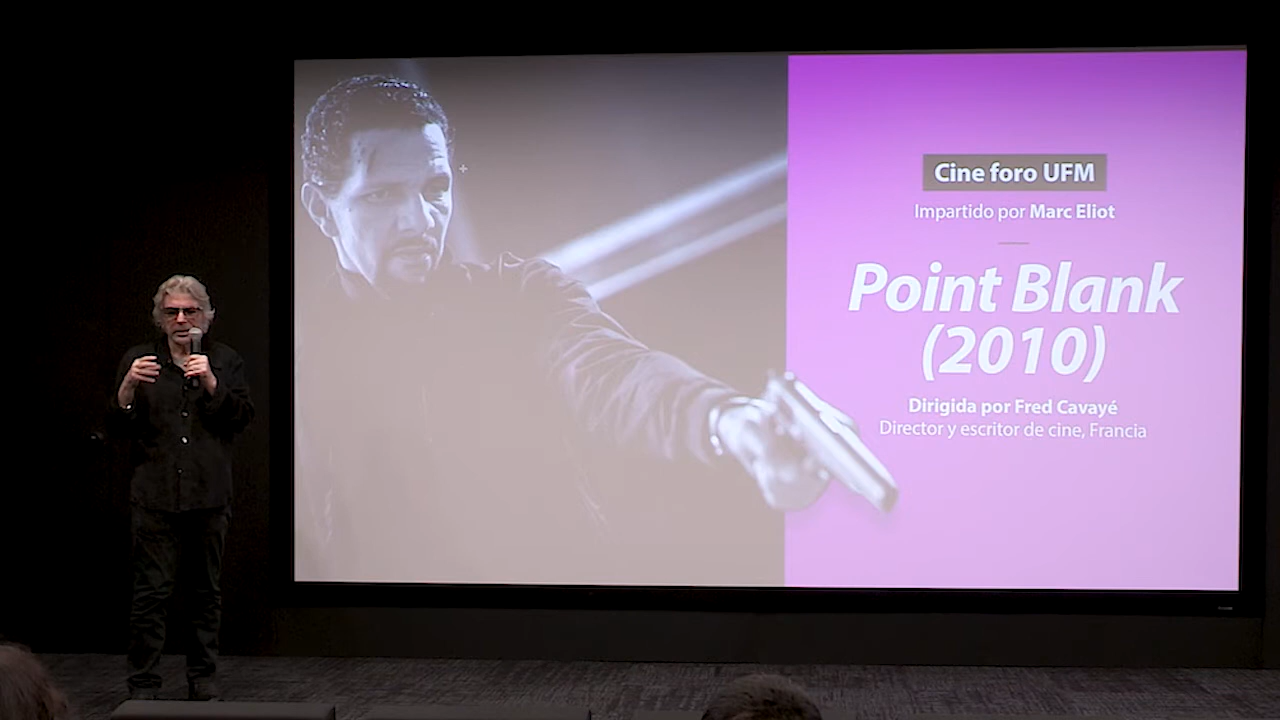 Cine foro UFM
Impartido por Marc Eliot
Point Blank
(2010)
Dirigida por Fred Cavayé
Director y escritor de cine, Francia